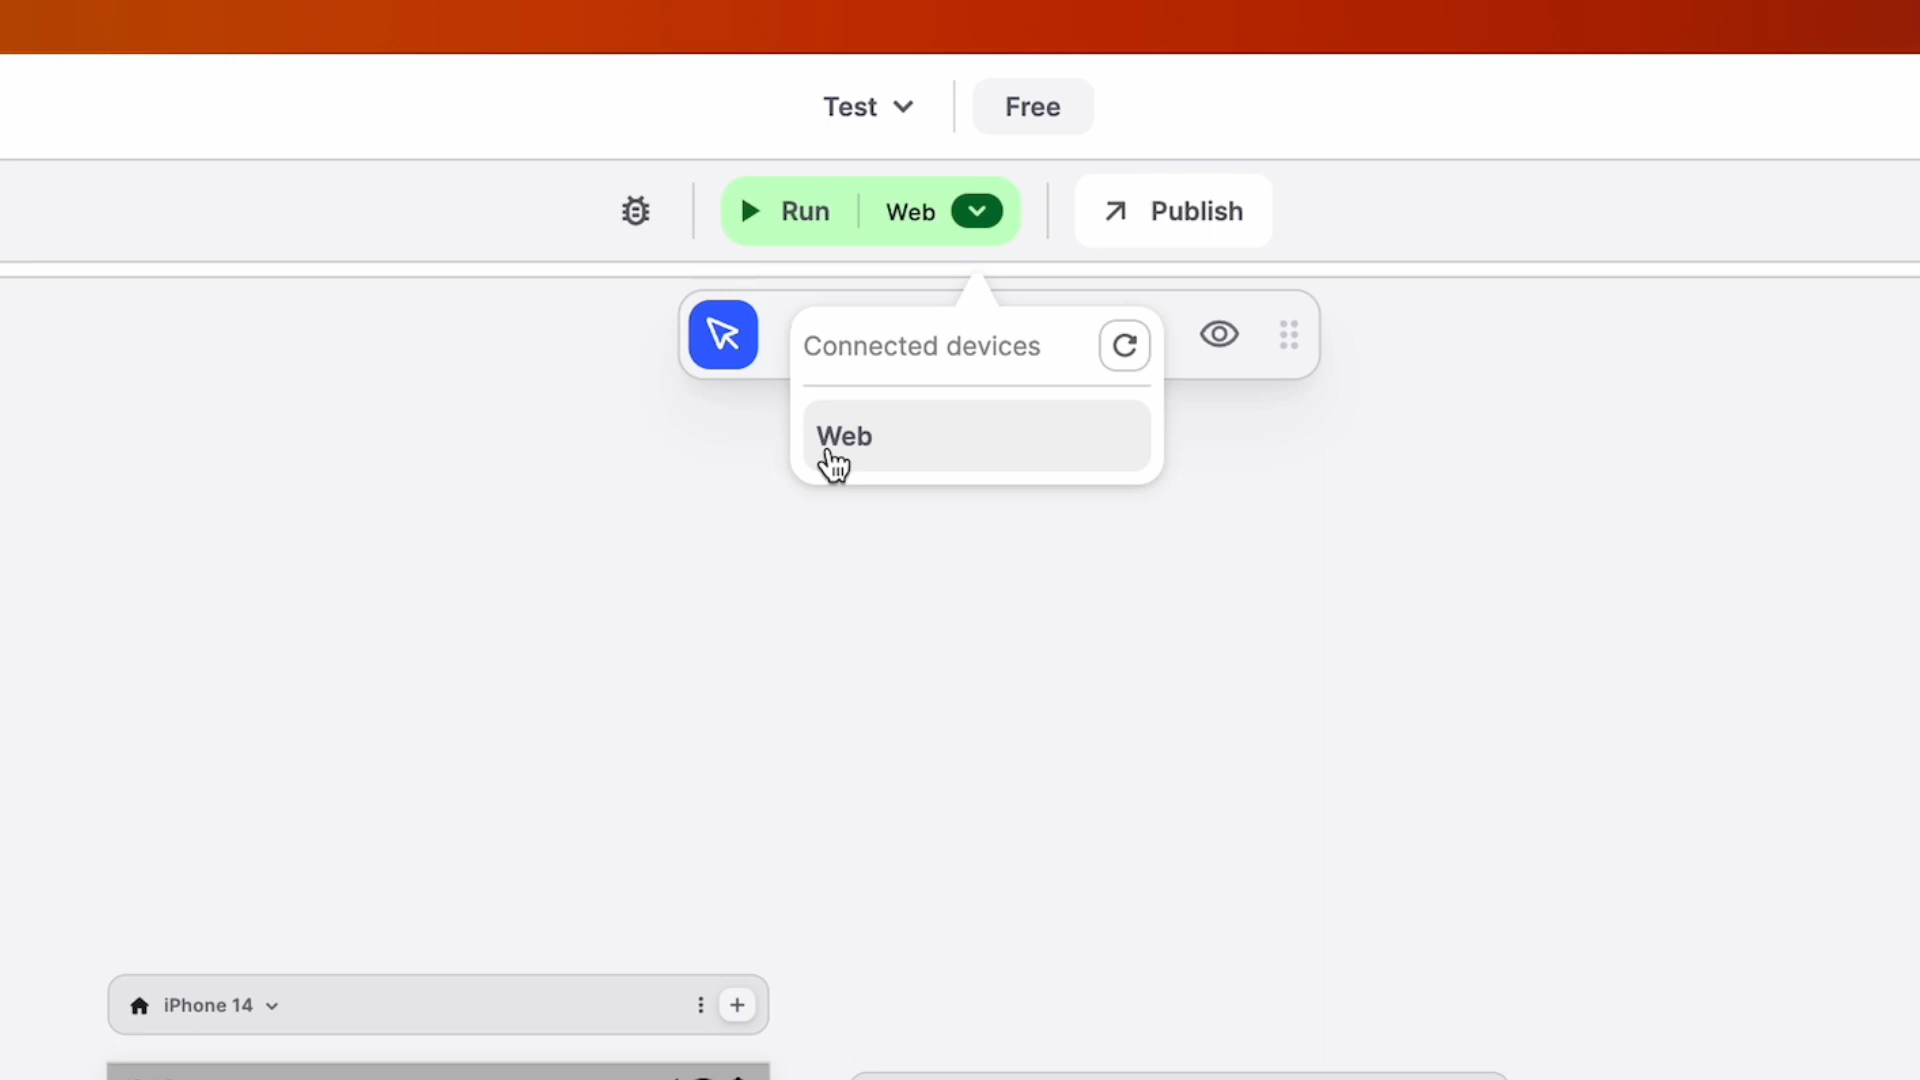 Test
Free
Run
Web
Publish
Connected devices
Web
iPhone 14